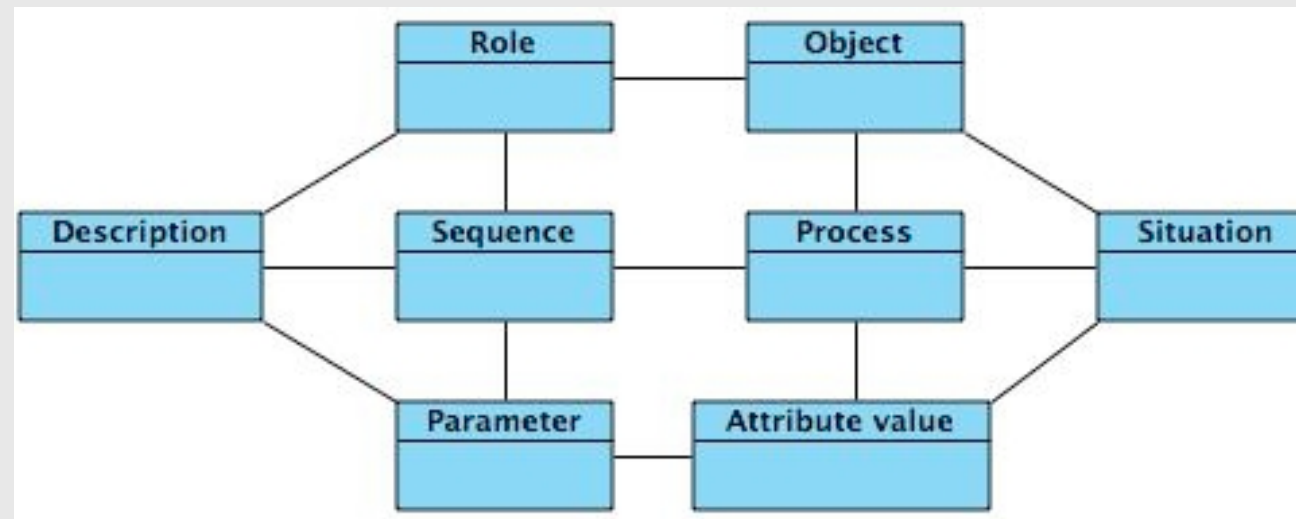 Role
Object
Description
Sequence
Process
Situation
Parameter
Attribute value